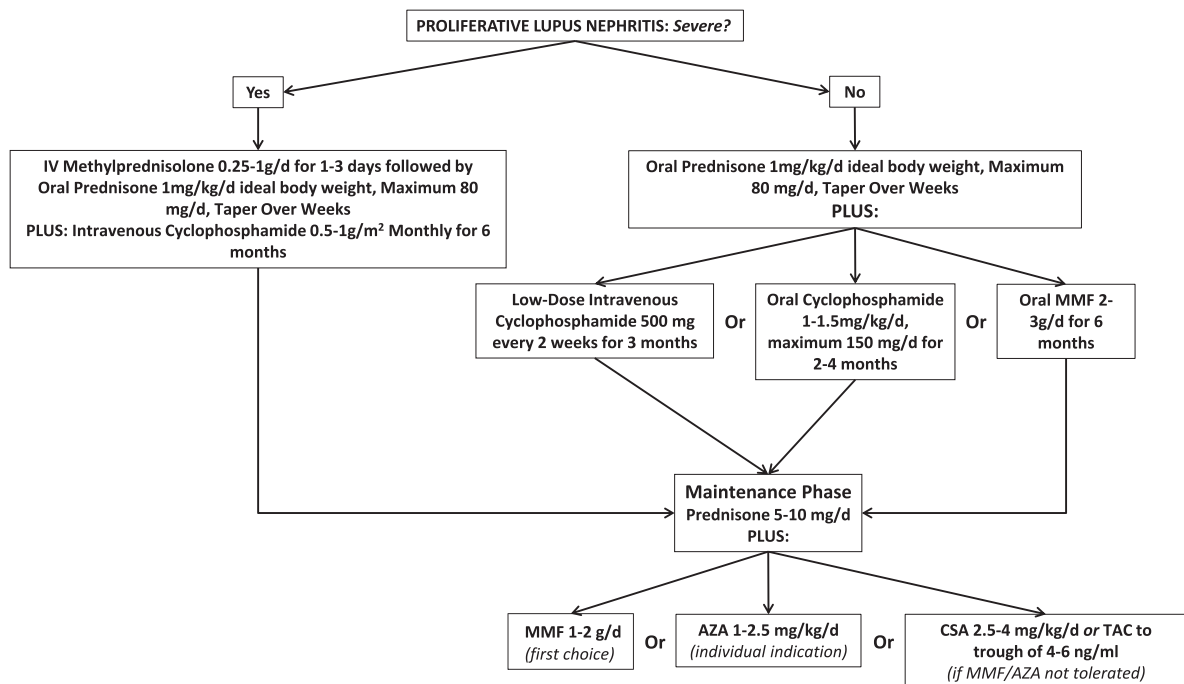 PROLIFERATIVE LUPUS NEPHRITIS: Severe?
Yes
No
IV Methylprednisolone 0.25-1g/d for 1-3 days followed by
Oral Prednisone 1mg/kg/d ideal body weight, Maximum 80
mg/d, Taper Over Weeks
PLUS: Intravenous Cyclophosphamide 0.5-1g/m² Monthly for 6
months
Oral Prednisone 1mg/kg/d ideal body weight, Maximum
80 mg/d, Taper Over Weeks
PLUS:
Low-Dose Intravenous
Cyclophosphamide 500 mg
every 2 weeks for 3 months
Or
Oral Cyclophosphamide
1-1.5mg/kg/d,
maximum 150 mg/d for
2-4 months
Or
Oral MMF 2-
3g/d for 6
months
Maintenance Phase
Prednisone 5-10 mg/d
PLUS:
MMF 1-2 g/d
(first choice)
Or
AZA 1-2.5 mg/kg/d
(individual indication)
Or
CSA 2.5-4 mg/kg/d or TAC to
trough of 4-6 ng/ml
(if MMF/AZA not tolerated)